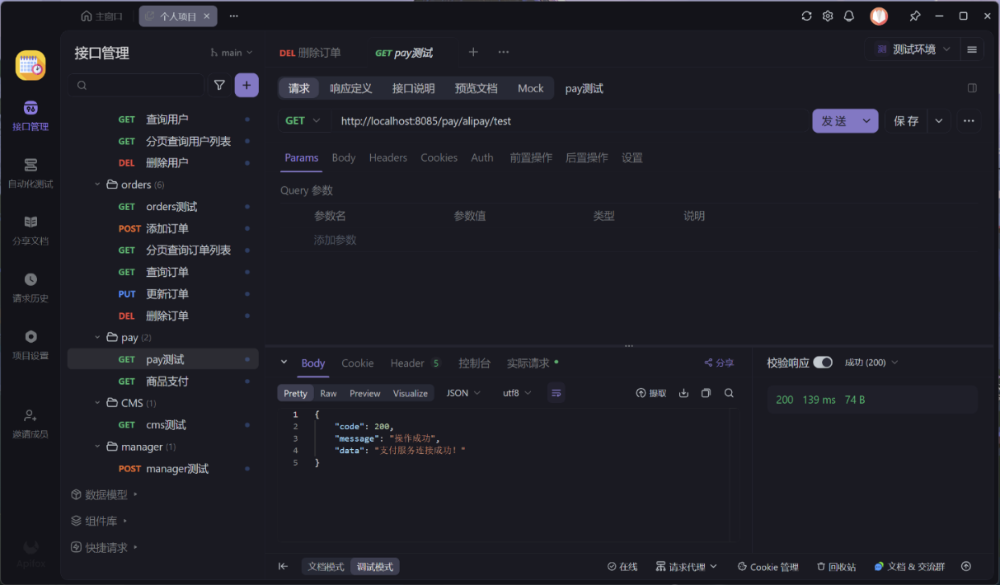 主窗口 个人项目 × ···
接口管理 main
DEL 删除订单 GET pay测试 + ···
测 测试环境
接口管理
自动化测试
分享文档
请求历史
项目设置
邀请成员
Apifox
GET 查询用户
GET 分页查询用户列表
DEL 删除用户
orders (6)
GET orders测试
POST 添加订单
GET 分页查询订单列表
GET 查询订单
PUT 更新订单
DEL 删除订单
pay (2)
GET pay测试
GET 商品支付
CMS (1)
GET cms测试
manager (1)
POST manager测试
数据模型
组件库
快捷请求
请求 响应定义 接口说明 预览文档 Mock pay测试
GET http://localhost:8085/pay/alipay/test 发送 保存 ···
Params Body Headers Cookies Auth 前置操作 后置操作 设置
Query 参数
参数名 参数值 类型 说明
添加参数
Body Cookie Header 5 控制台 实际请求 分享
Pretty Raw Preview Visualize JSON utf8 提取
1 {
2 "code": 200,
3 "message": "操作成功",
4 "data": "支付服务连接成功！"
5 }
校验响应 成功 (200)
200 139 ms 74 B
文档模式 调试模式 在线 请求代理 Cookie 管理 回收站 文档 & 交流群